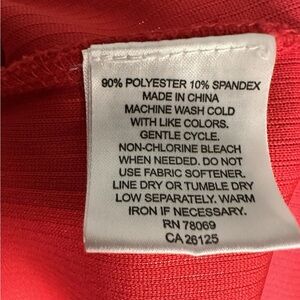 90% POLYESTER 10% SPANDEX
MADE IN CHINA
MACHINE WASH COLD
WITH LIKE COLORS.
GENTLE CYCLE.
NON-CHLORINE BLEACH
WHEN NEEDED. DO NOT
USE FABRIC SOFTENER.
LINE DRY OR TUMBLE DRY
LOW SEPARATELY. WARM
IRON IF NECESSARY.
RN 78069
CA 26125